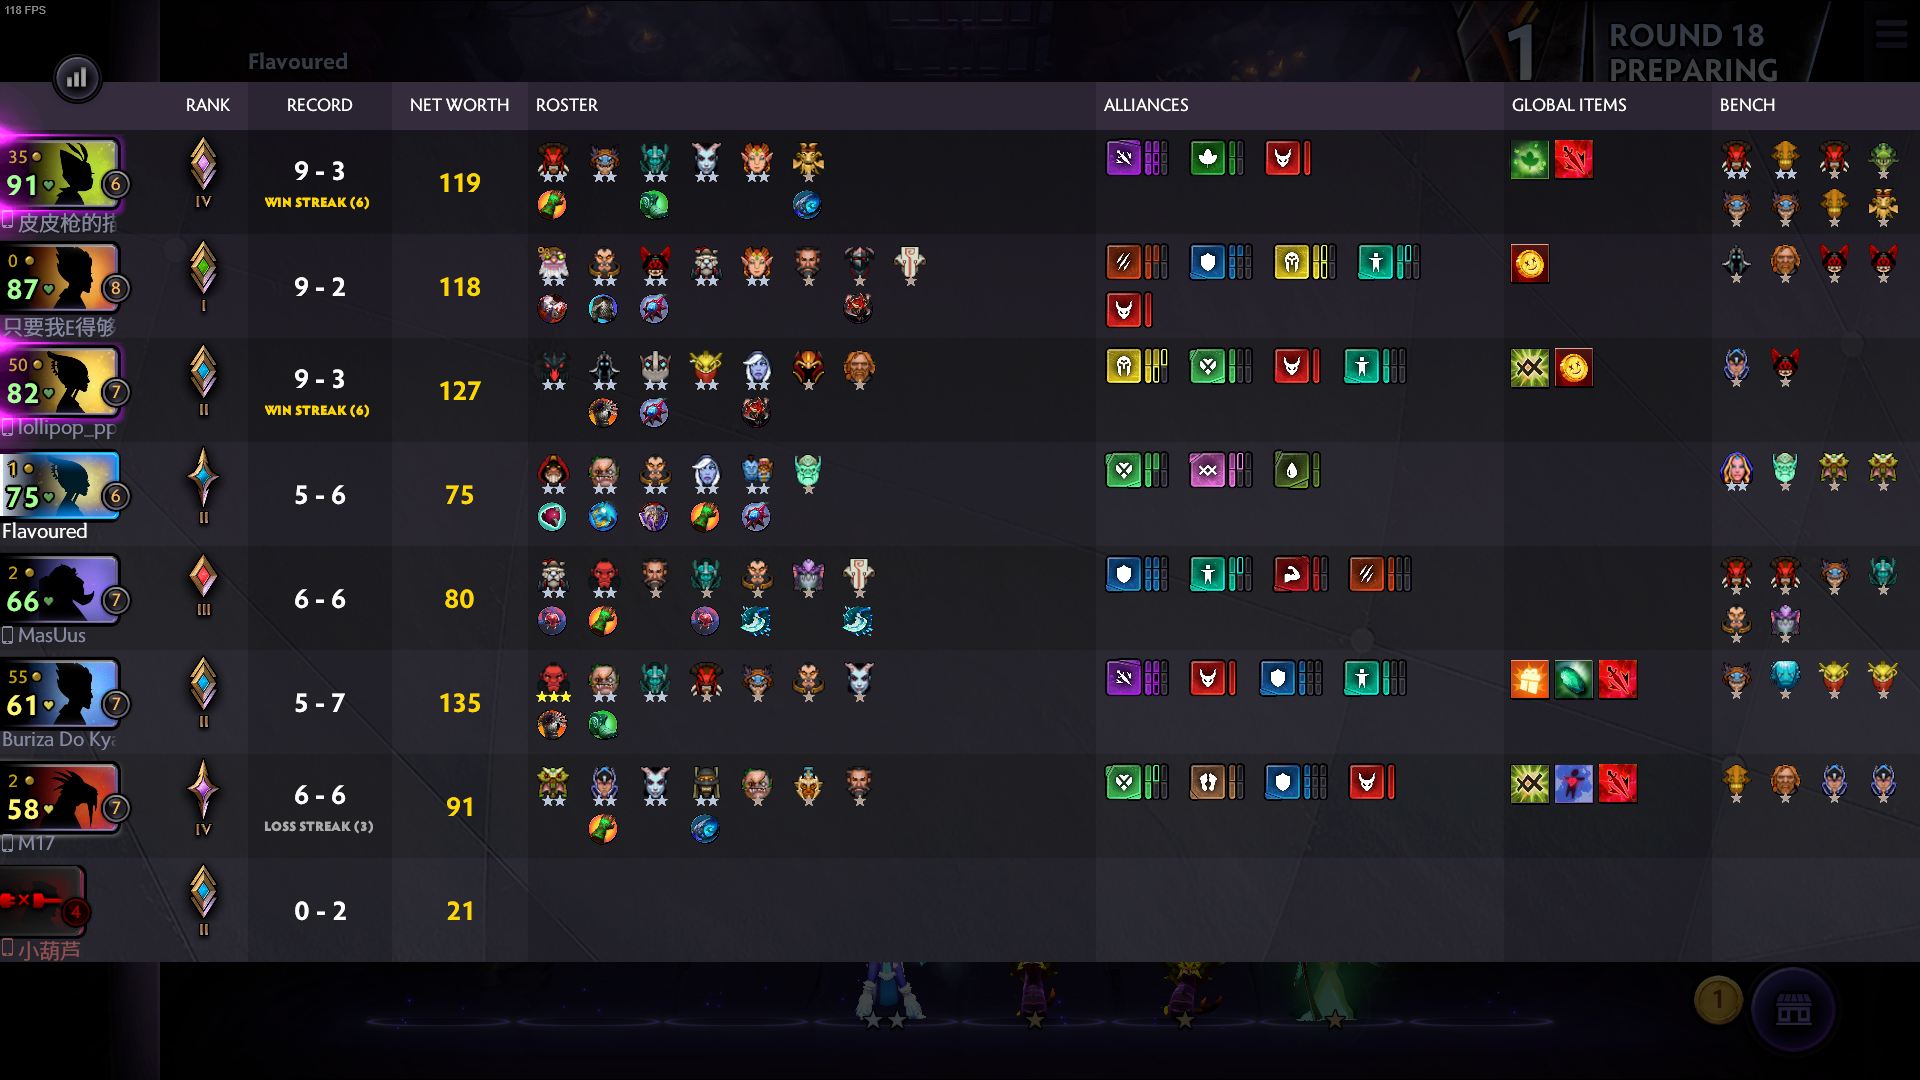 118 FPS
Flavoured
1
ROUND 18
PREPARING
RANK
RECORD
NET WORTH
ROSTER
ALLIANCES
GLOBAL ITEMS
BENCH
35
91
6
皮皮枪的
IV
9 - 3
WIN STREAK (6)
119
0
87
8
只要我E得够
I
9 - 2
118
50
82
7
lollipop_pp
II
9 - 3
WIN STREAK (6)
127
1
75
6
Flavoured
II
5 - 6
75
2
66
7
MasUus
III
6 - 6
80
55
61
7
Buriza Do Kya
II
5 - 7
135
2
58
7
M17
IV
6 - 6
LOSS STREAK (3)
91
4
小葫芦
II
0 - 2
21
1